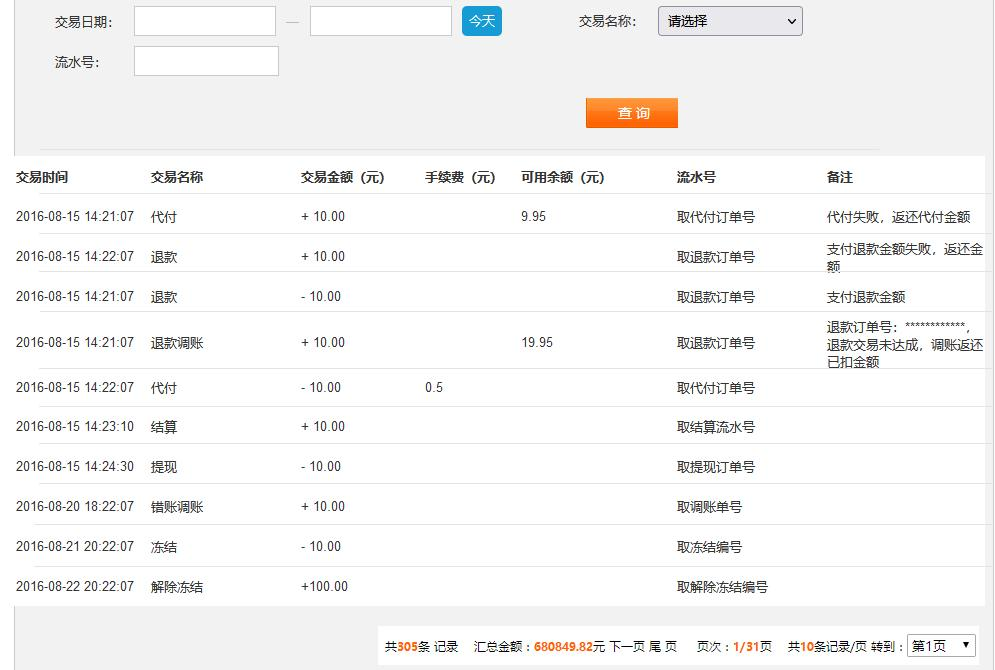 交易日期： — 今天 交易名称： 请选择
流水号：
查 询
交易时间 交易名称 交易金额（元） 手续费（元） 可用余额（元） 流水号 备注
2016-08-15 14:21:07 代付 + 10.00 9.95 取代付订单号 代付失败，返还代付金额
2016-08-15 14:22:07 退款 + 10.00 取退款订单号 支付退款金额失败，返还金
额
2016-08-15 14:21:07 退款 - 10.00 取退款订单号 支付退款金额
2016-08-15 14:21:07 退款调账 + 10.00 19.95 取退款订单号 退款订单号：************，
退款交易未达成，调账返还
已扣金额
2016-08-15 14:22:07 代付 - 10.00 0.5 取代付订单号
2016-08-15 14:23:10 结算 + 10.00 取结算流水号
2016-08-15 14:24:30 提现 - 10.00 取提现订单号
2016-08-20 18:22:07 错账调账 + 10.00 取调账单号
2016-08-21 20:22:07 冻结 - 10.00 取冻结编号
2016-08-22 20:22:07 解除冻结 +100.00 取解除冻结编号
共305条 记录 汇总金额：680849.82元 下一页 尾 页 页次：1/31页 共10条记录/页 转到： 第1页